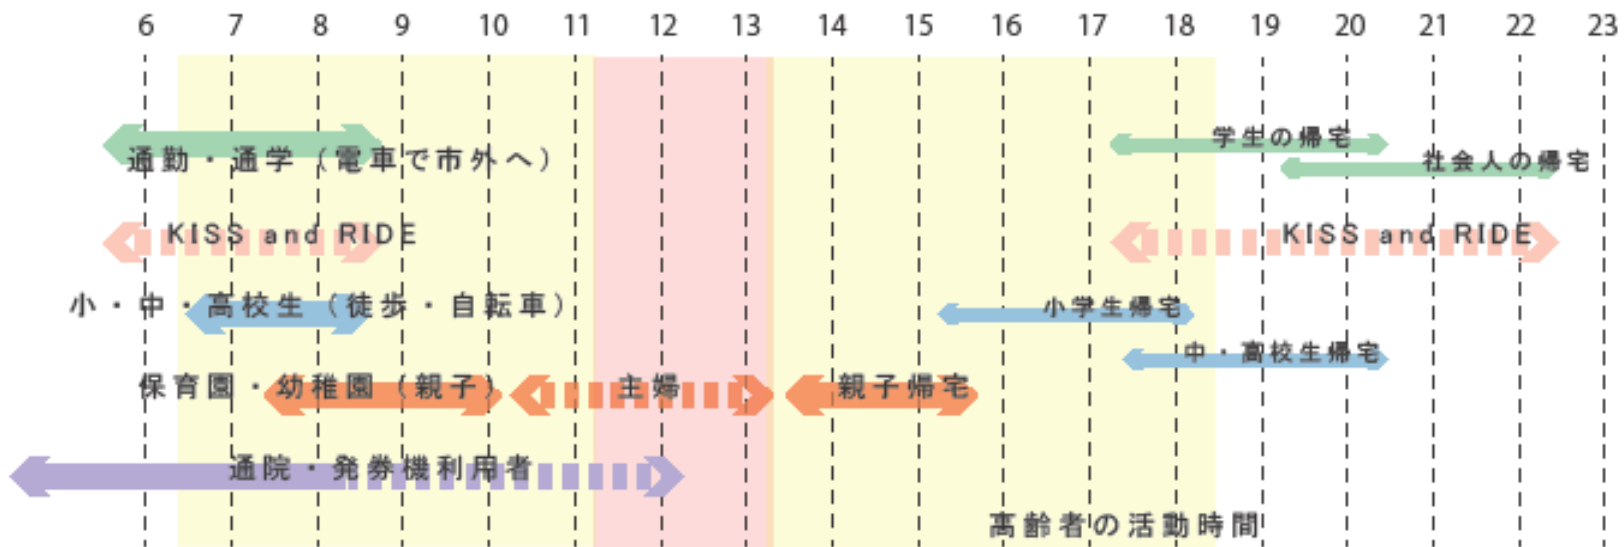 6 7 8 9 10 11 12 13 14 15 16 17 18 19 20 21 22 23
学生の帰宅
通勤・通学（電車で市外へ）
社会人の帰宅
KISS and RIDE
KISS and RIDE
小・中・高校生（徒歩・自転車）
小学生帰宅
中・高校生帰宅
保育園・幼稚園（親子）
主婦
親子帰宅
通院・発券機利用者
高齢者の活動時間